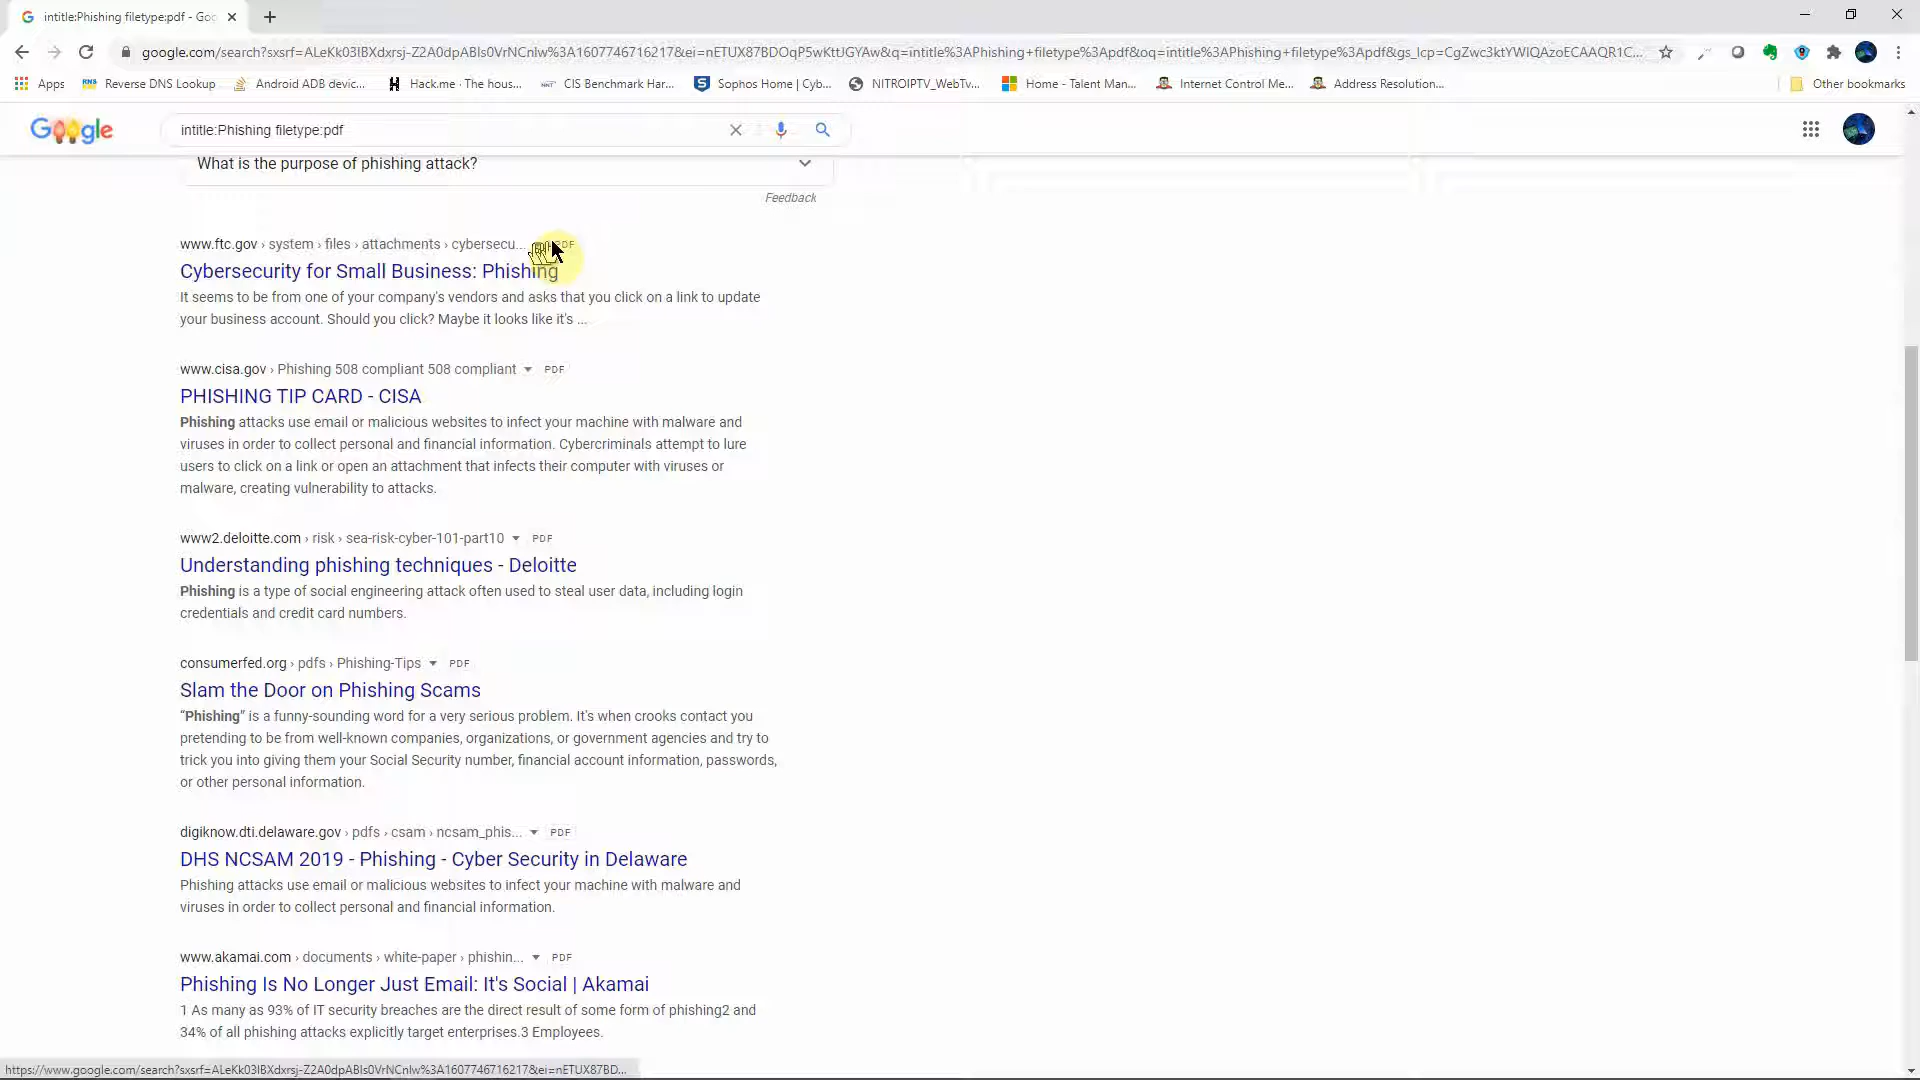 intitle:Phishing filetype:pdf - Goo
google.com/search?sxsrf=ALeKk03IBXdxrsj-Z2A0dpABls0VrNCnlw%3A1607746716217&ei=nETUX87BDOqP5wKttJGYAw&q=intitle%3APhishing+filetype%3Apdf&oq=intitle%3APhishing+filetype%3Apdf&gs_lcp=CgZwc3ktYWIQAzoECAAQR1C...
Apps Reverse DNS Lookup Android ADB devic... Hack.me · The hous... CIS Benchmark Har... Sophos Home | Cyb... NITROIPTV_WebTv... Home - Talent Man... Internet Control Me... Address Resolution... Other bookmarks
Google intitle:Phishing filetype:pdf
What is the purpose of phishing attack?
Feedback
www.ftc.gov › system › files › attachments › cybersecu...
Cybersecurity for Small Business: Phishing
It seems to be from one of your company's vendors and asks that you click on a link to update
your business account. Should you click? Maybe it looks like it's ...
www.cisa.gov › Phishing 508 compliant 508 compliant PDF
PHISHING TIP CARD - CISA
Phishing attacks use email or malicious websites to infect your machine with malware and
viruses in order to collect personal and financial information. Cybercriminals attempt to lure
users to click on a link or open an attachment that infects their computer with viruses or
malware, creating vulnerability to attacks.
www2.deloitte.com › risk › sea-risk-cyber-101-part10 PDF
Understanding phishing techniques - Deloitte
Phishing is a type of social engineering attack often used to steal user data, including login
credentials and credit card numbers.
consumerfed.org › pdfs › Phishing-Tips PDF
Slam the Door on Phishing Scams
“Phishing” is a funny-sounding word for a very serious problem. It's when crooks contact you
pretending to be from well-known companies, organizations, or government agencies and try to
trick you into giving them your Social Security number, financial account information, passwords,
or other personal information.
digiknow.dti.delaware.gov › pdfs › csam › ncsam_phis... PDF
DHS NCSAM 2019 - Phishing - Cyber Security in Delaware
Phishing attacks use email or malicious websites to infect your machine with malware and
viruses in order to collect personal and financial information.
www.akamai.com › documents › white-paper › phishin... PDF
Phishing Is No Longer Just Email: It's Social | Akamai
1 As many as 93% of IT security breaches are the direct result of some form of phishing2 and
34% of all phishing attacks explicitly target enterprises.3 Employees.
https://www.google.com/search?sxsrf=ALeKk03IBXdxrsj-Z2A0dpABls0VrNCnlw%3A1607746716217&ei=nETUX87BD...